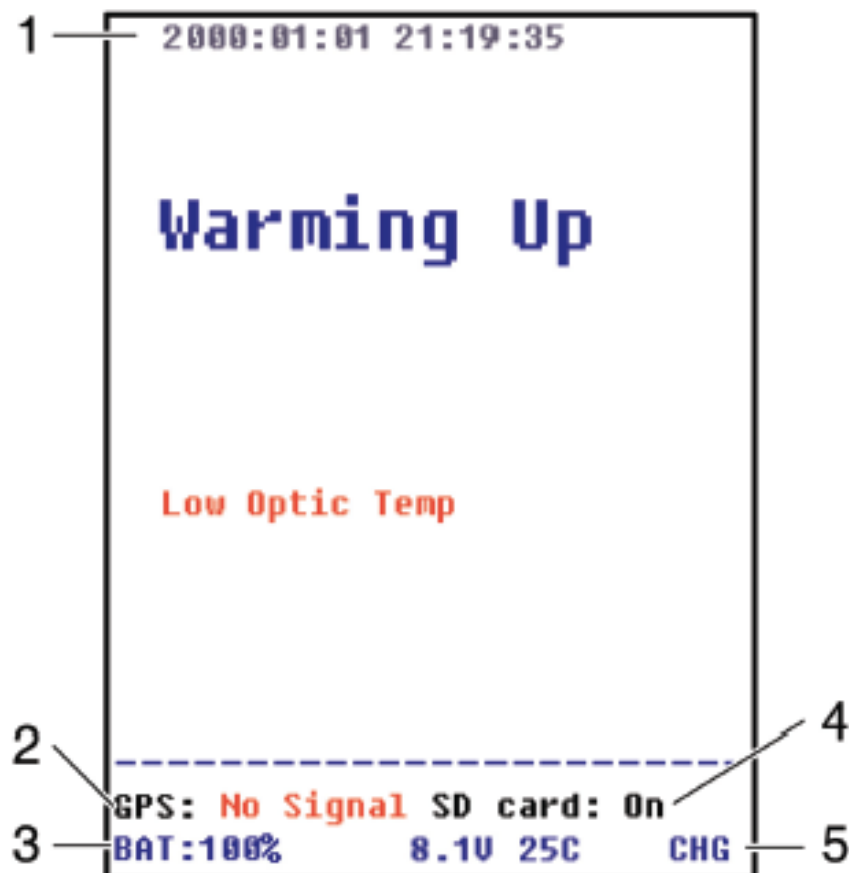 1 2000:01:01 21:19:35
Warming Up
Low Optic Temp
2 4
GPS: No Signal SD card: On
3 BAT:100% 8.1V 25C CHG 5